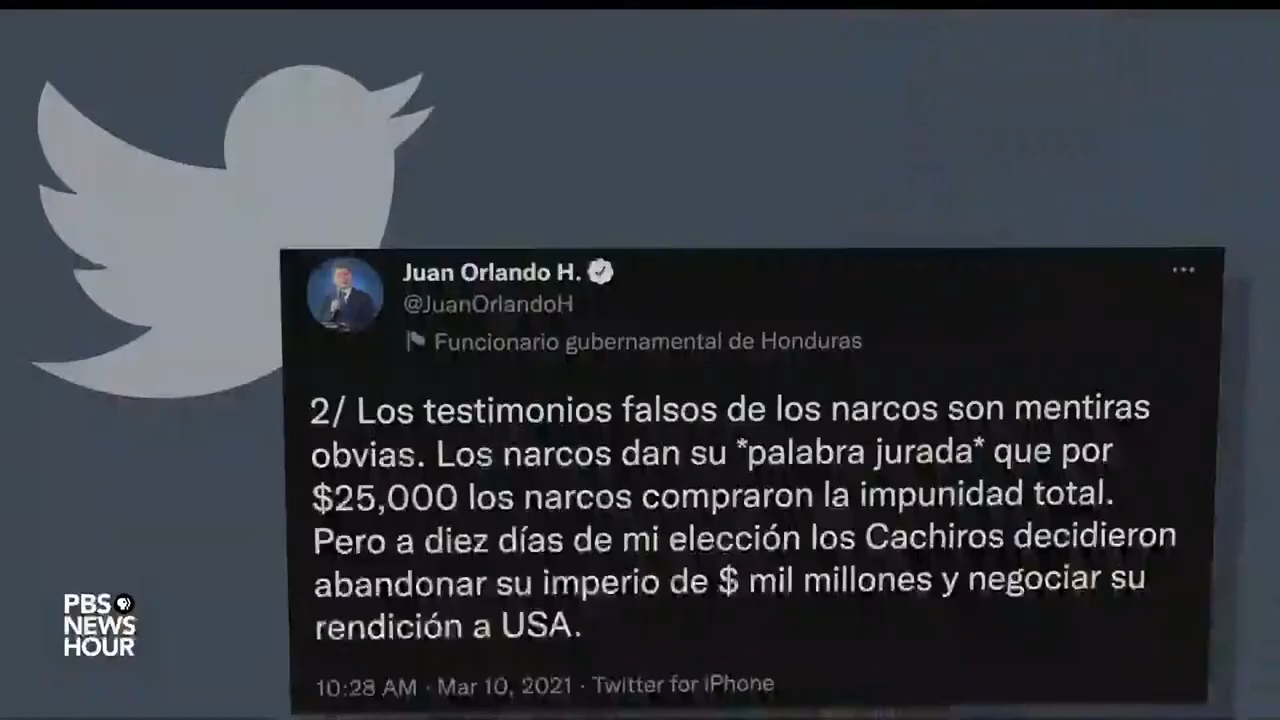 Juan Orlando H.
@JuanOrlandoH
Funcionario gubernamental de Honduras
2/ Los testimonios falsos de los narcos son mentiras
obvias. Los narcos dan su *palabra jurada* que por
$25,000 los narcos compraron la impunidad total.
Pero a diez días de mi elección los Cachiros decidieron
abandonar su imperio de $ mil millones y negociar su
rendición a USA.
10:28 AM · Mar 10, 2021 · Twitter for iPhone
PBS
NEWS
HOUR